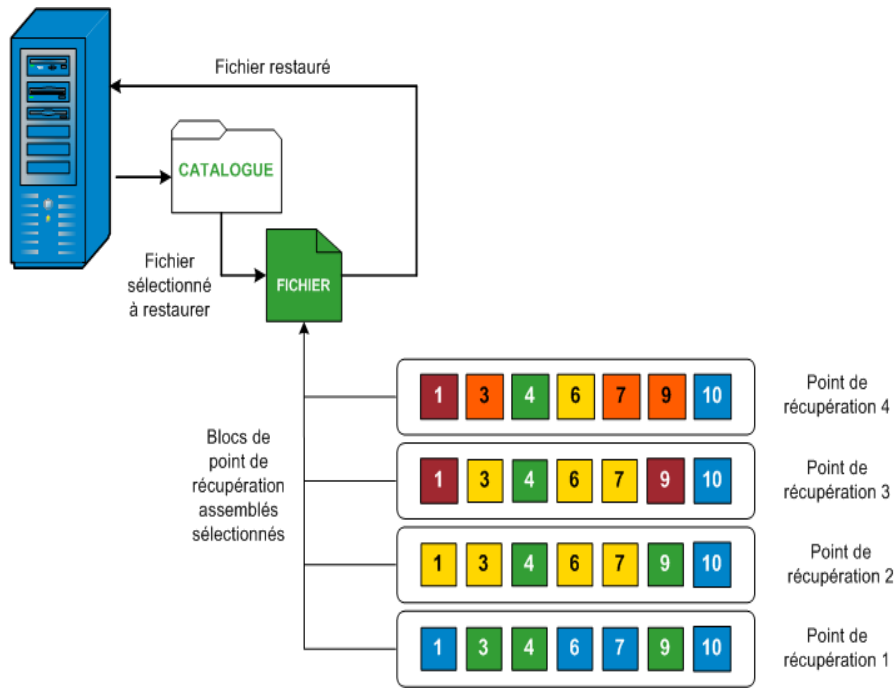 Fichier restauré
CATALOGUE
Fichier
sélectionné
à restaurer
FICHIER
Blocs de
point de
récupération
assemblés
sélectionnés
1 3 4 6 7 9 10
Point de
récupération 4
1 3 4 6 7 9 10
Point de
récupération 3
1 3 4 6 7 9 10
Point de
récupération 2
1 3 4 6 7 9 10
Point de
récupération 1